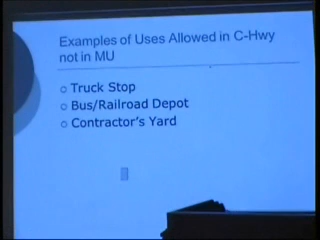 Examples of Uses Allowed in C-Hwy
not in MU
Truck Stop
Bus/Railroad Depot
Contractor's Yard